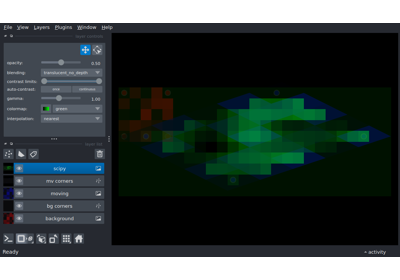 File View Layers Plugins Window Help
opacity: 0.50
blending: translucent_no_depth
contrast limits:
auto-contrast: once continuous
gamma: 1.00
colormap: green
interpolation: nearest
scipy
mv corners
moving
bg corners
background
Ready
activity